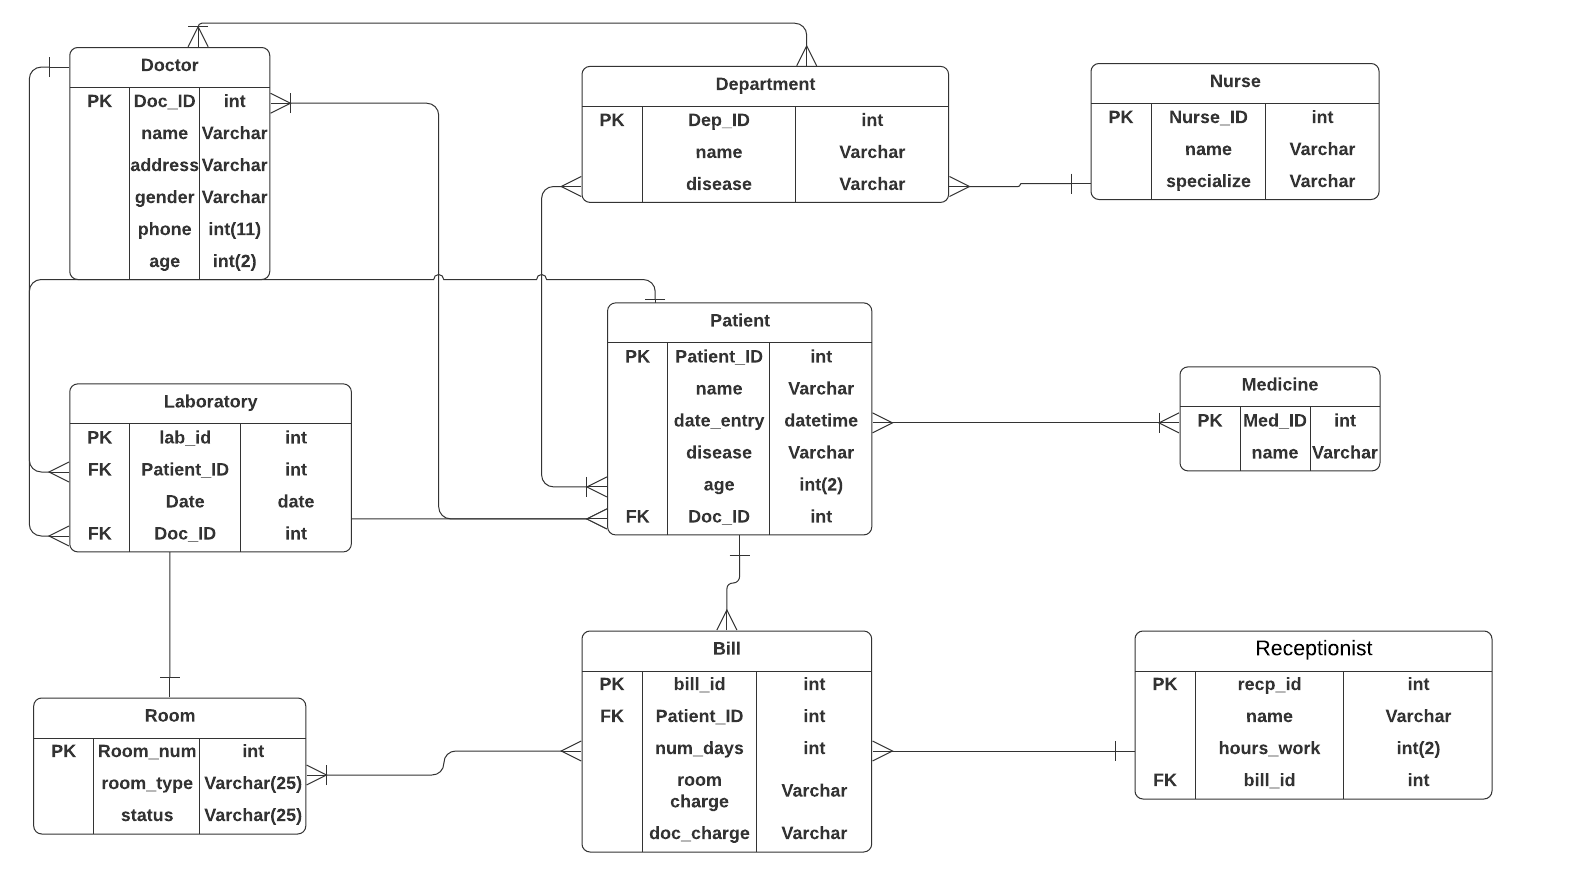 Doctor
PK Doc_ID int
name Varchar
address Varchar
gender Varchar
phone int(11)
age int(2)
Department
PK Dep_ID int
name Varchar
disease Varchar
Nurse
PK Nurse_ID int
name Varchar
specialize Varchar
Patient
PK Patient_ID int
name Varchar
date_entry datetime
disease Varchar
age int(2)
FK Doc_ID int
Medicine
PK Med_ID int
name Varchar
Laboratory
PK lab_id int
FK Patient_ID int
Date date
FK Doc_ID int
Room
PK Room_num int
room_type Varchar(25)
status Varchar(25)
Bill
PK bill_id int
FK Patient_ID int
num_days int
room
charge Varchar
doc_charge Varchar
Receptionist
PK recp_id int
name Varchar
hours_work int(2)
FK bill_id int